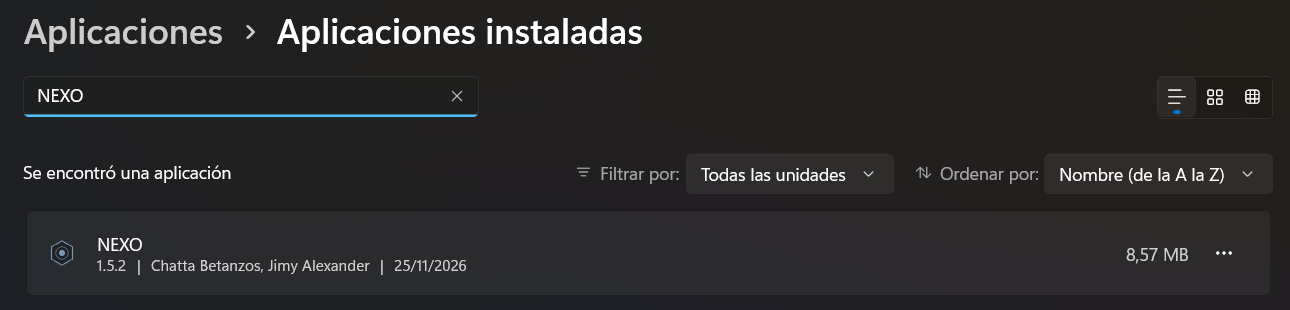 Aplicaciones > Aplicaciones instaladas
NEXO
Se encontró una aplicación
Filtrar por: Todas las unidades
Ordenar por: Nombre (de la A la Z)
NEXO
1.5.2 | Chatta Betanzos, Jimy Alexander | 25/11/2026
8,57 MB